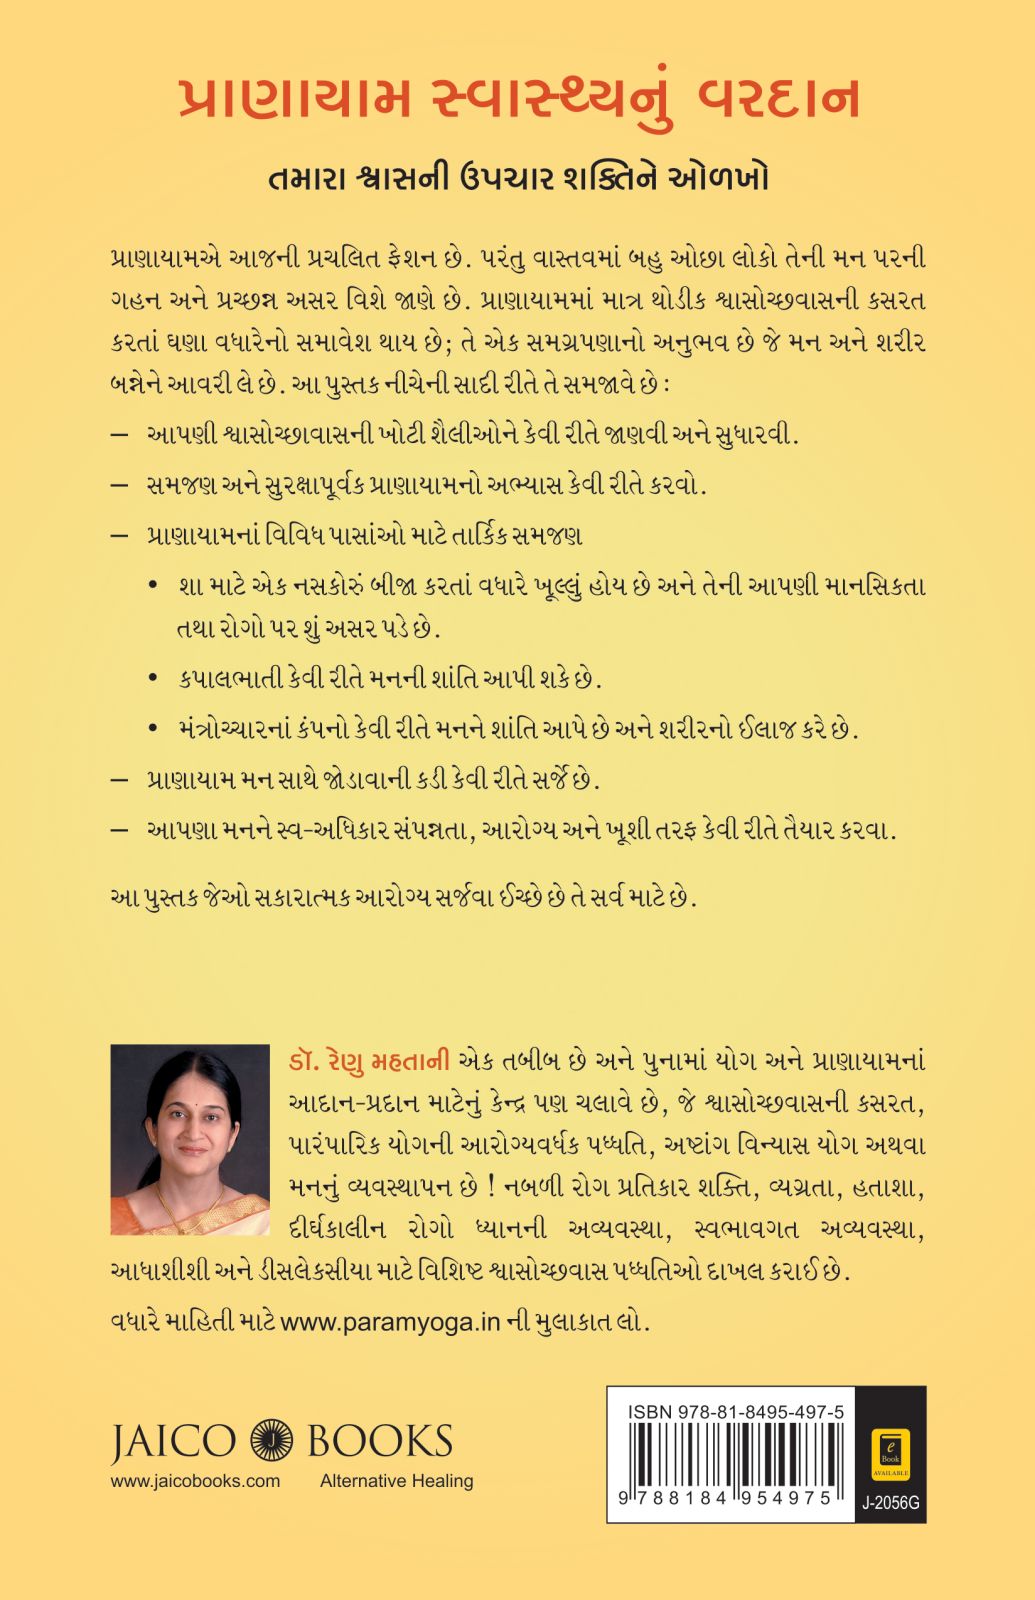 પ્રાણાયામ સ્વાસ્થ્યનું વરદાન
તમારા શ્વાસની ઉપચાર શક્તિને ઓળખો
પ્રાણાયામએ આજની પ્રચલિત ફેશન છે. પરંતુ વાસ્તવમાં બહુ ઓછા લોકો તેની મન પરની
ગહન અને પ્રચ્છન્ન અસર વિશે જાણે છે. પ્રાણાયામમાં માત્ર થોડીક શ્વાસોચ્છવાસની કસરત
કરતાં ઘણા વધારેનો સમાવેશ થાય છે; તે એક સમગ્રપણાનો અનુભવ છે જે મન અને શરીર
બન્નેને આવરી લે છે. આ પુસ્તક નીચેની સાદી રીતે તે સમજાવે છે :
– આપણી શ્વાસોચ્છાવાસની ખોટી શૈલીઓને કેવી રીતે જાણવી અને સુધારવી.
– સમજણ અને સુરક્ષાપૂર્વક પ્રાણાયામનો અભ્યાસ કેવી રીતે કરવો.
– પ્રાણાયામનાં વિવિધ પાસાંઓ માટે તાર્કિક સમજણ
• શા માટે એક નસકોરું બીજા કરતાં વધારે ખૂલ્લું હોય છે અને તેની આપણી માનસિકતા
તથા રોગો પર શું અસર પડે છે.
• કપાલભાતી કેવી રીતે મનની શાંતિ આપી શકે છે.
• મંત્રોચ્ચારનાં કંપનો કેવી રીતે મનને શાંતિ આપે છે અને શરીરનો ઈલાજ કરે છે.
– પ્રાણાયામ મન સાથે જોડાવાની કડી કેવી રીતે સર્જે છે.
– આપણા મનને સ્વ-અધિકાર સંપન્નતા, આરોગ્ય અને ખૂશી તરફ કેવી રીતે તૈયાર કરવા.
આ પુસ્તક જેઓ સકારાત્મક આરોગ્ય સર્જવા ઈચ્છે છે તે સર્વ માટે છે.
ડૉ. રેણુ મહતાની એક તબીબ છે અને પુનામાં યોગ અને પ્રાણાયામનાં
આદાન-પ્રદાન માટેનું કેન્દ્ર પણ ચલાવે છે, જે શ્વાસોચ્છવાસની કસરત,
પારંપારિક યોગની આરોગ્યવર્ધક પધ્ધતિ, અષ્ટાંગ વિન્યાસ યોગ અથવા
મનનું વ્યવસ્થાપન છે ! નબળી રોગ પ્રતિકાર શક્તિ, વ્યગ્રતા, હતાશા,
દીર્ઘકાલીન રોગો ધ્યાનની અવ્યવસ્થા, સ્વભાવગત અવ્યવસ્થા,
આધાશીશી અને ડીસલેકસીયા માટે વિશિષ્ટ શ્વાસોચ્છવાસ પધ્ધતિઓ દાખલ કરાઈ છે.
વધારે માહિતી માટે www.paramyoga.in ની મુલાકાત લો.
JAICO J BOOKS
www.jaicobooks.com Alternative Healing
ISBN 978-81-8495-497-5
9 788184 954975
e
Book
AVAILABLE
J-2056G